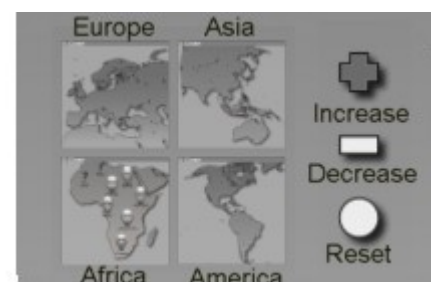 Europe Asia
Increase
Decrease
Reset
Africa America